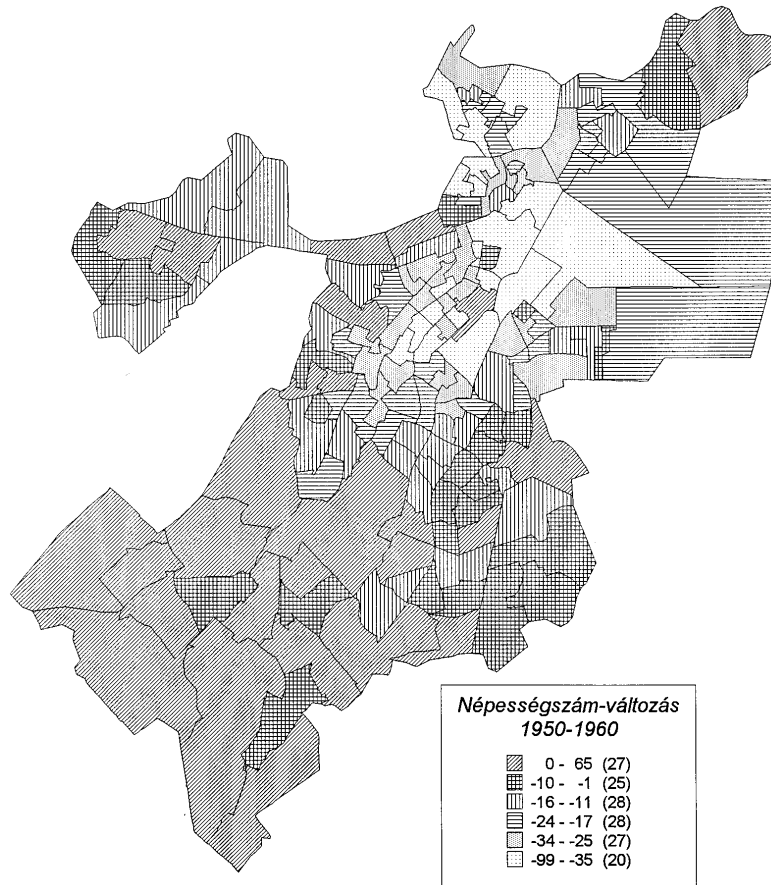 Népességszám-változás
1950-1960
0 - 65 (27)
-10 - -1 (25)
-16 - -11 (28)
-24 - -17 (28)
-34 - -25 (27)
-99 - -35 (20)